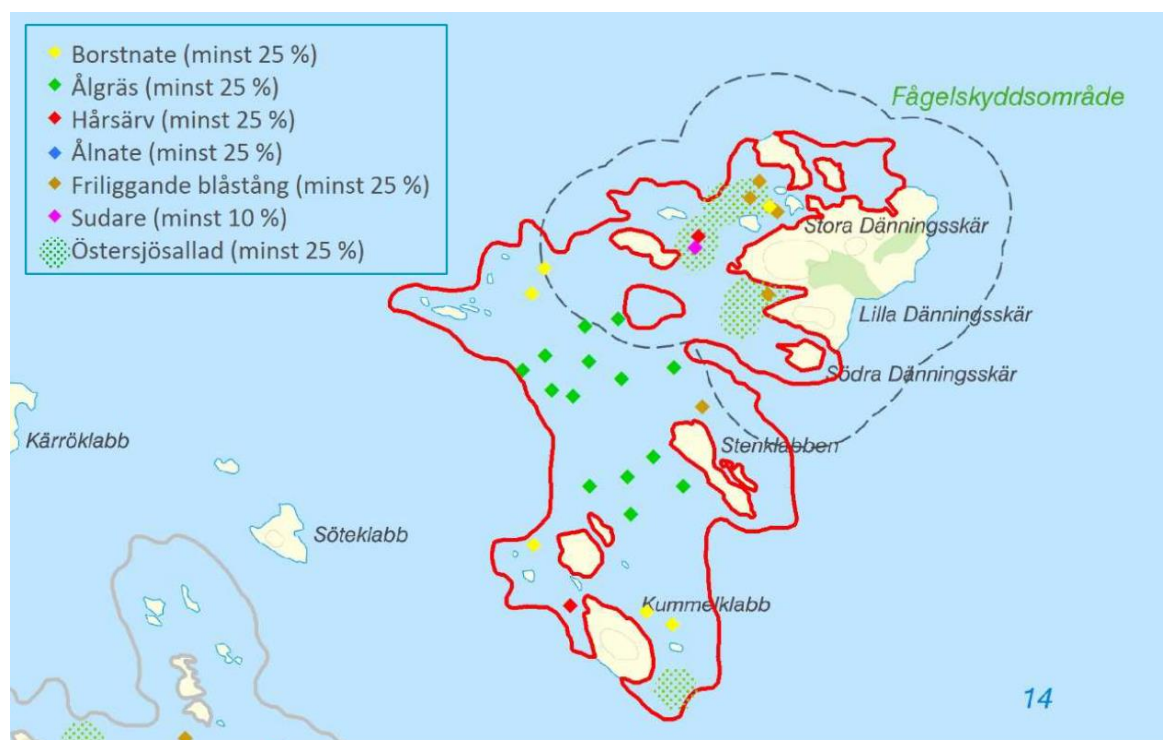 Borstnate (minst 25 %)
Ålgräs (minst 25 %)
Hårsärv (minst 25 %)
Ålnate (minst 25 %)
Friliggande blåstång (minst 25 %)
Sudare (minst 10 %)
Östersjösallad (minst 25 %)
Fågelskyddsområde
Stora Dänningsskär
Lilla Dänningsskär
Södra Dänningsskär
Kärröklabb
Stenklabben
Söteklabb
Kummelklabb
14